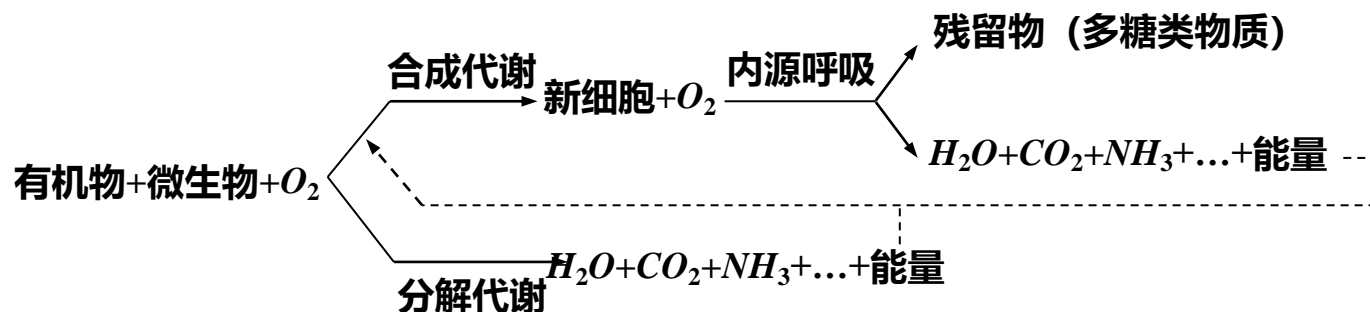 残留物（多糖类物质）
合成代谢
内源呼吸
新细胞+O₂
H₂O+CO₂+NH₃+…+能量
有机物+微生物+O₂
H₂O+CO₂+NH₃+…+能量
分解代谢